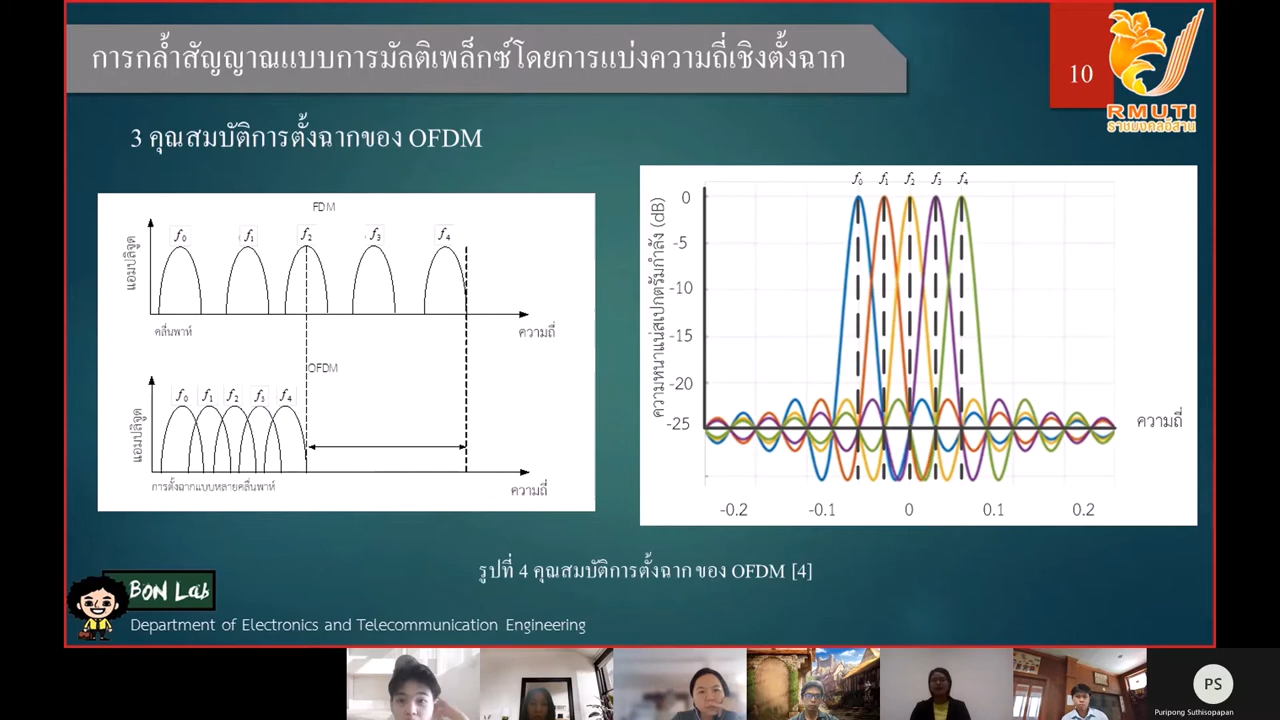 การกล้ำสัญญาณแบบการมัลติเพล็กซ์โดยการแบ่งความถี่เชิงตั้งฉาก
10
RMUTI
ราชมงคลอีสาน
3 คุณสมบัติการตั้งฉากของ OFDM
FDM
f0 f1 f2 f3 f4
แอมปลิจูด
คลื่นพาห์
ความถี่
OFDM
f0 f1 f2 f3 f4
แอมปลิจูด
การตั้งฉากแบบหลายคลื่นพาห์
ความถี่
f0 f1 f2 f3 f4
ความหนาแน่นสเปกตรัมกำลัง (dB)
0
-5
-10
-15
-20
-25
ความถี่
-0.2 -0.1 0 0.1 0.2
รูปที่ 4 คุณสมบัติการตั้งฉาก ของ OFDM [4]
BON Lab
Department of Electronics and Telecommunication Engineering
PS
Puripong Suthisopapan